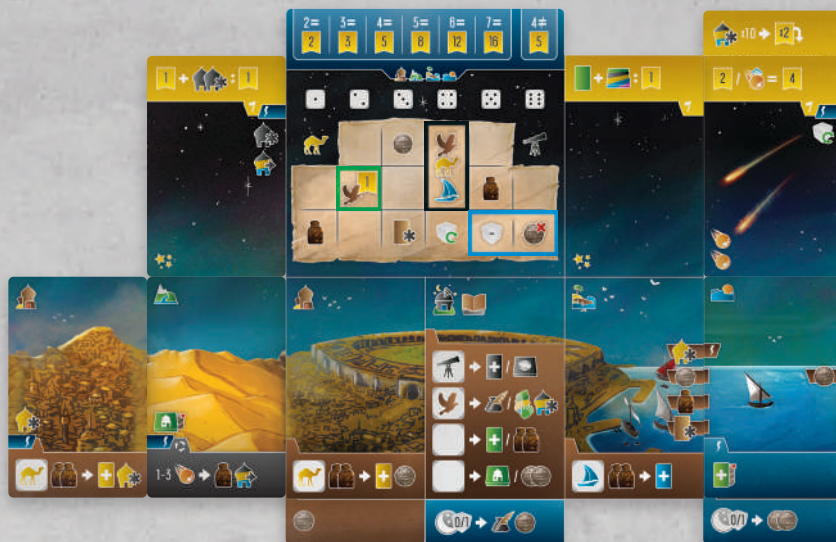 2= 3= 4= 5= 6= 7= 4≠
2 3 5 8 12 16 5
x10 x2
1 + : 1
+ : 1
2 / = 4
1
+
+ /
/
+ /
/
1-3
+
+
+
0/1
0/1